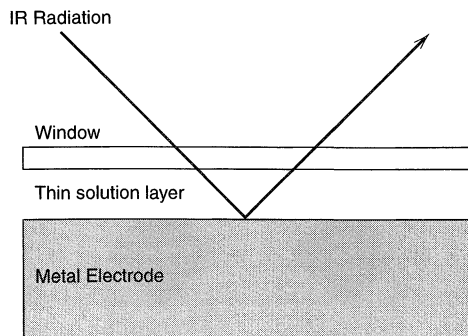 IR Radiation
Window
Thin solution layer
Metal Electrode